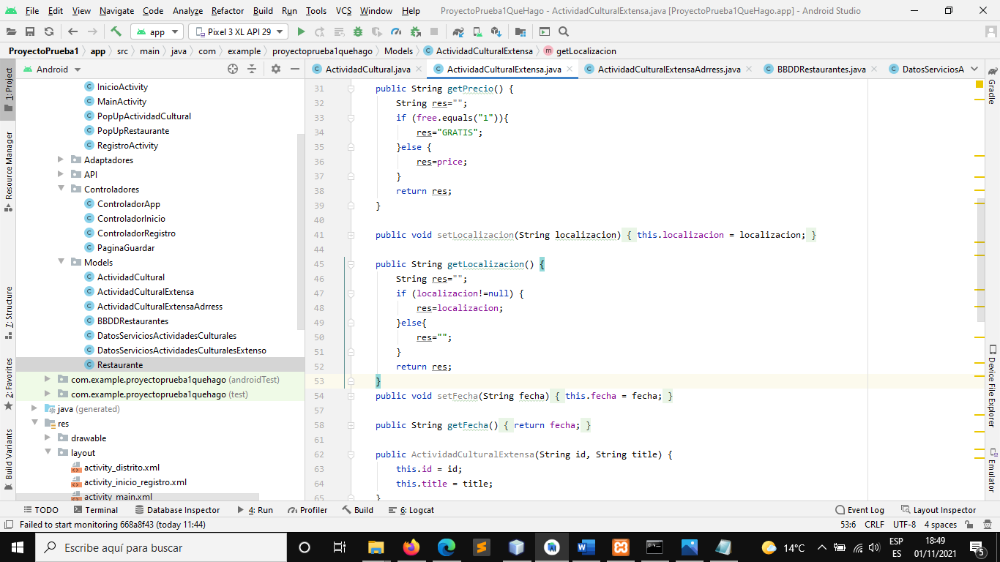 File Edit View Navigate Code Analyze Refactor Build Run Tools VCS Window Help ProyectoPrueba1QueHago - ActividadCulturalExtensa.java [ProyectoPrueba1QueHago.app] - Android Studio
app Pixel 3 XL API 29
ProyectoPrueba1 app src main java com example proyectoprueba1quehago Models ActividadCulturalExtensa getLocalizacion
Android
ActividadCultural.java ActividadCulturalExtensa.java ActividadCulturalExtensaAdrress.java BBDDRestaurantes.java DatosServiciosA
1: Project
Resource Manager
7: Structure
2: Favorites
Build Variants
InicioActivity
MainActivity
PopUpActividadCultural
PopUpRestaurante
RegistroActivity
Adaptadores
API
Controladores
ControladorApp
ControladorInicio
ControladorRegistro
PaginaGuardar
Models
ActividadCultural
ActividadCulturalExtensa
ActividadCulturalExtensaAdrress
BBDDRestaurantes
DatosServiciosActividadesCulturales
DatosServiciosActividadesCulturalesExtenso
Restaurante
com.example.proyectoprueba1quehago (androidTest)
com.example.proyectoprueba1quehago (test)
java (generated)
res
drawable
layout
activity_distrito.xml
activity_inicio_registro.xml
activity_main.xml
31 public String getPrecio() {
32 String res="";
33 if (free.equals("1")){
34 res="GRATIS";
35 }else {
36 res=price;
37 }
38 return res;
39 }
40
41 public void setLocalizacion(String localizacion) { this.localizacion = localizacion; }
44
45 public String getLocalizacion() {
46 String res="";
47 if (localizacion!=null) {
48 res=localizacion;
49 }else{
50 res="";
51 }
52 return res;
53 }
54 public void setFecha(String fecha) { this.fecha = fecha; }
57
58 public String getFecha() { return fecha; }
61
62 public ActividadCulturalExtensa(String id, String title) {
63 this.id = id;
64 this.title = title;
65 }
Gradle
Device File Explorer
Emulator
TODO Terminal Database Inspector 4: Run Profiler Build 6: Logcat Event Log Layout Inspector
Failed to start monitoring 668a8f43 (today 11:44) 53:6 CRLF UTF-8 4 spaces
Escribe aquí para buscar 14°C ESP ES 18:49 01/11/2021 5